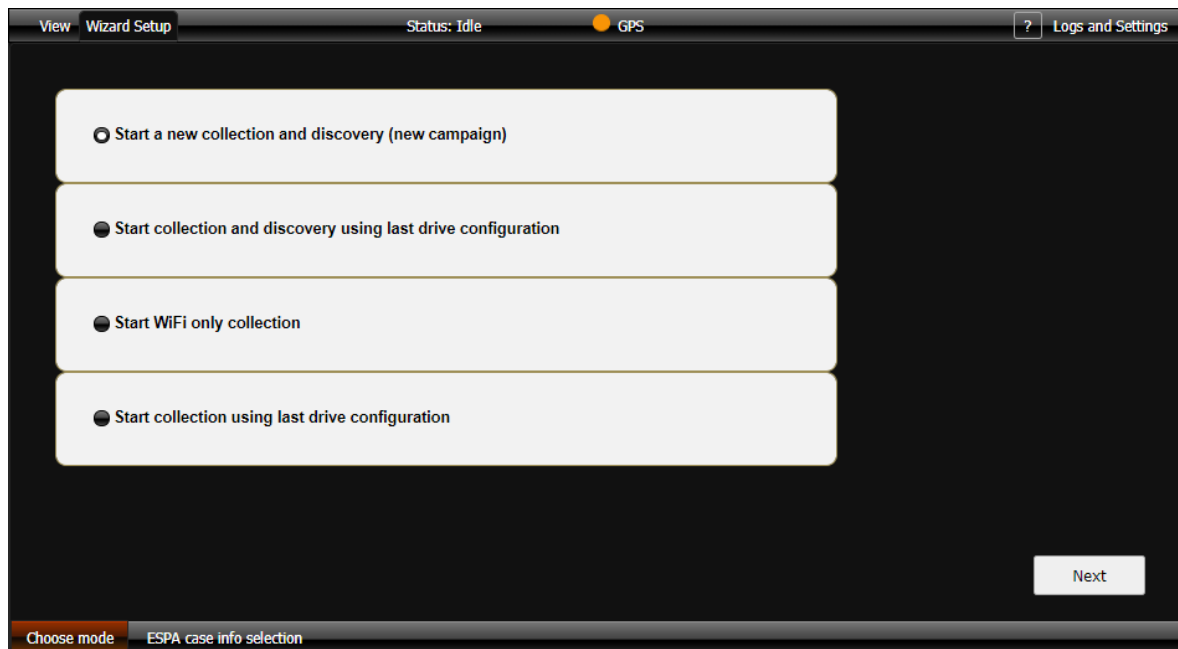 View Wizard Setup Status: Idle GPS ? Logs and Settings
Start a new collection and discovery (new campaign)
Start collection and discovery using last drive configuration
Start WiFi only collection
Start collection using last drive configuration
Next
Choose mode ESPA case info selection